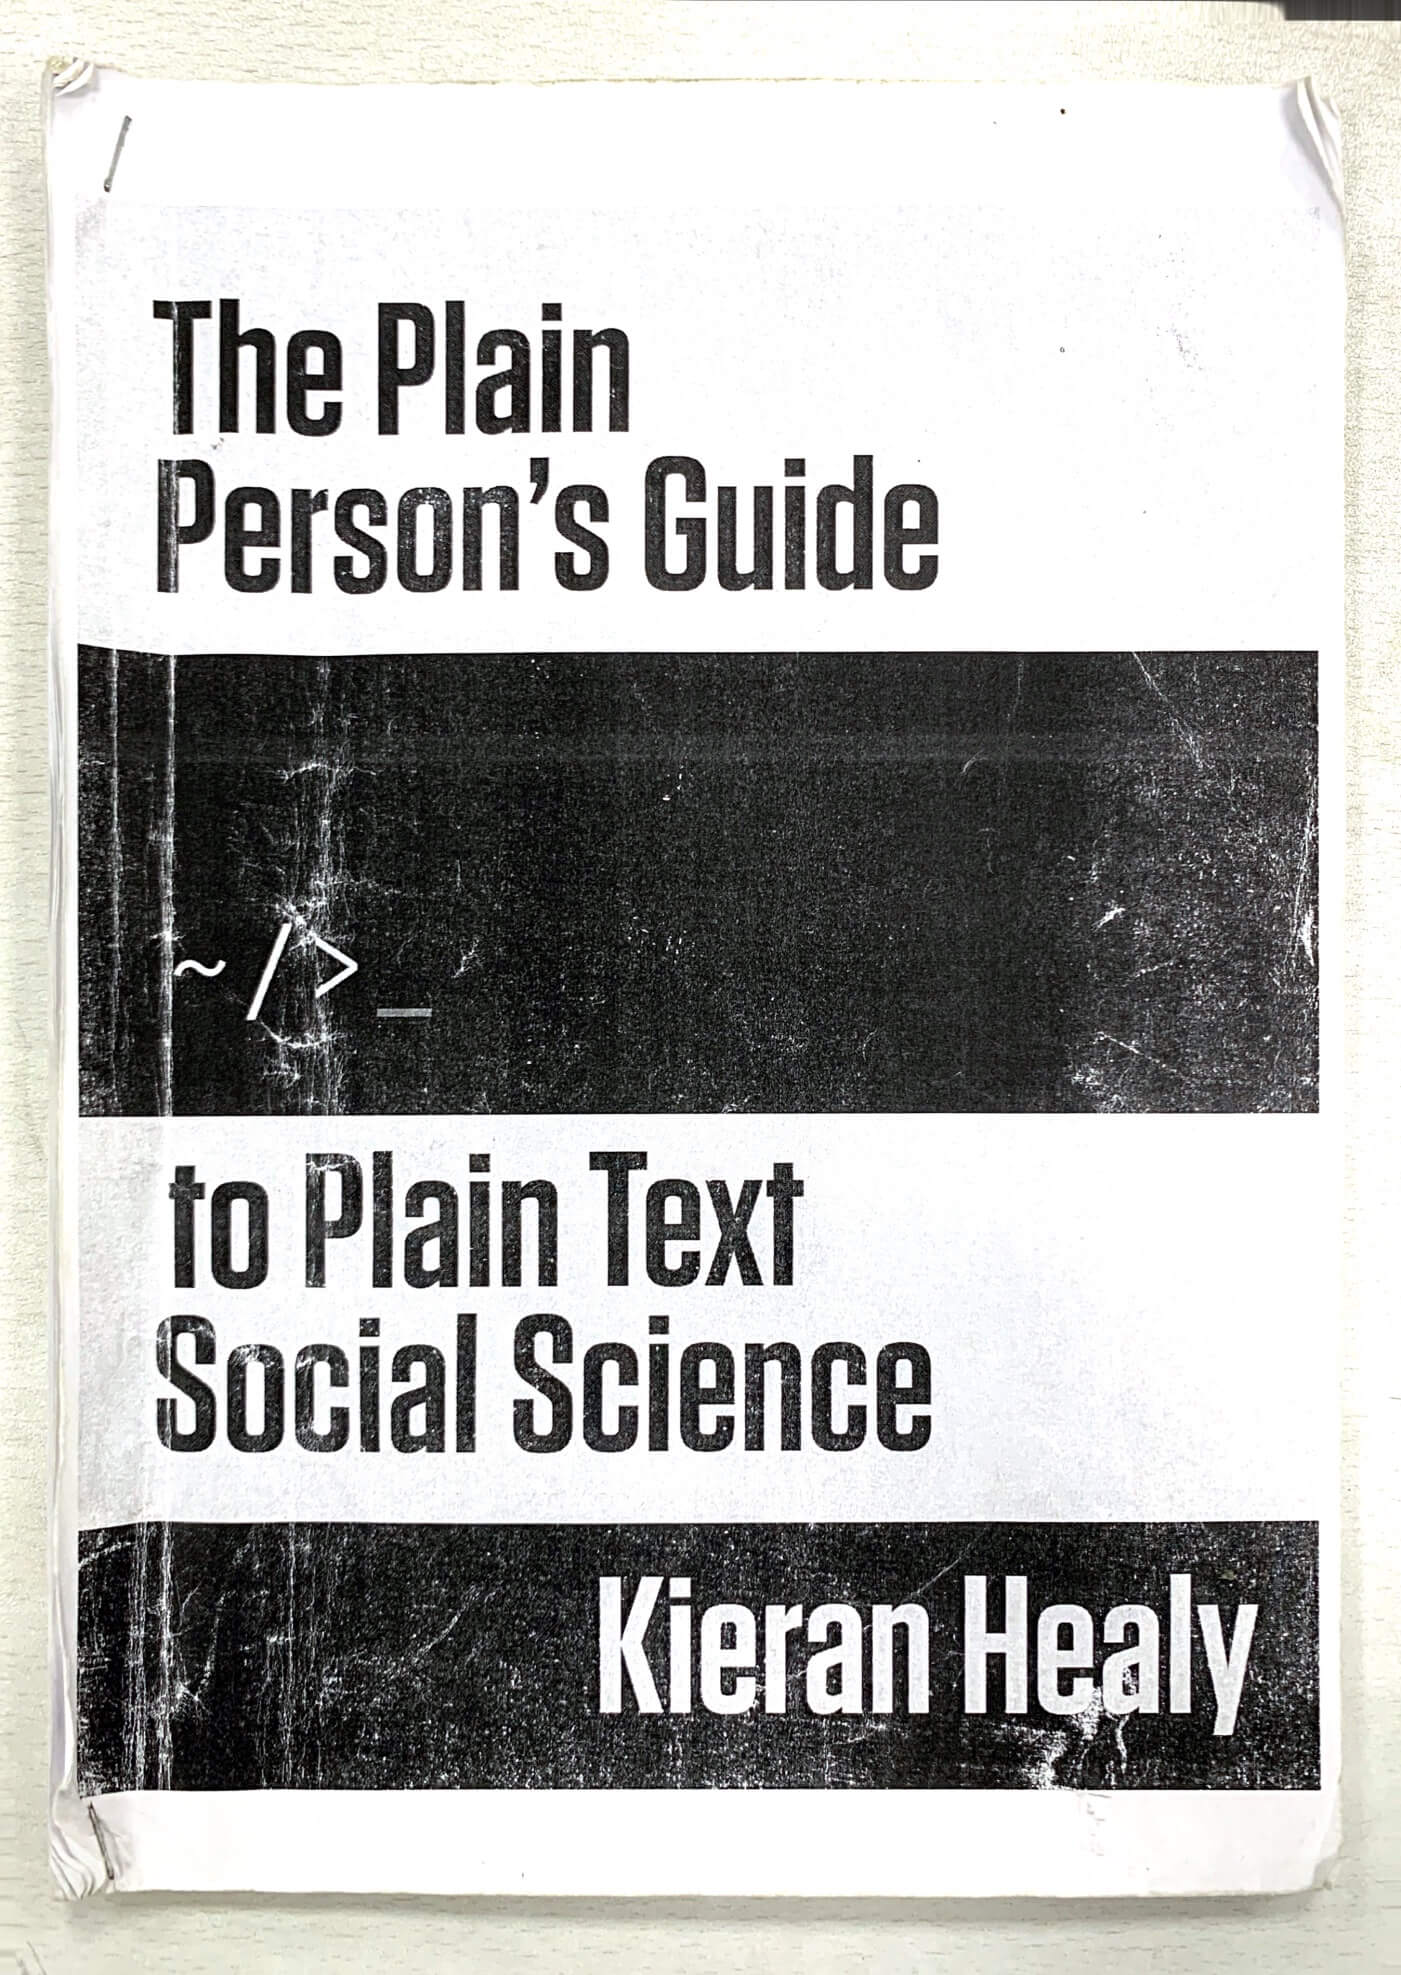 The Plain
Person’s Guide
~/>_
to Plain Text
Social Science
Kieran Healy